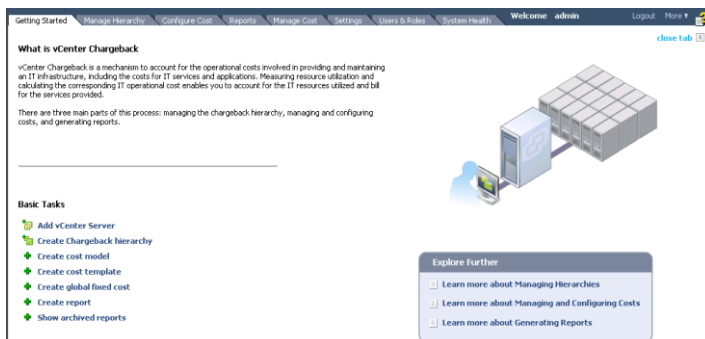 Getting Started Manage Hierarchy Configure Cost Reports Manage Cost Settings Users & Roles System Health Welcome admin Logout More
close tab
What is vCenter Chargeback
vCenter Chargeback is a mechanism to account for the operational costs involved in providing and maintaining
an IT infrastructure, including the costs for IT services and applications. Measuring resource utilization and
calculating the corresponding IT operational cost enables you to account for the IT resources utilized and bill
for the services provided.
There are three main parts of this process: managing the chargeback hierarchy, managing and configuring
costs, and generating reports.
Basic Tasks
Add vCenter Server
Create Chargeback hierarchy
Create cost model
Create cost template
Create global fixed cost
Create report
Show archived reports
Explore Further
Learn more about Managing Hierarchies
Learn more about Managing and Configuring Costs
Learn more about Generating Reports